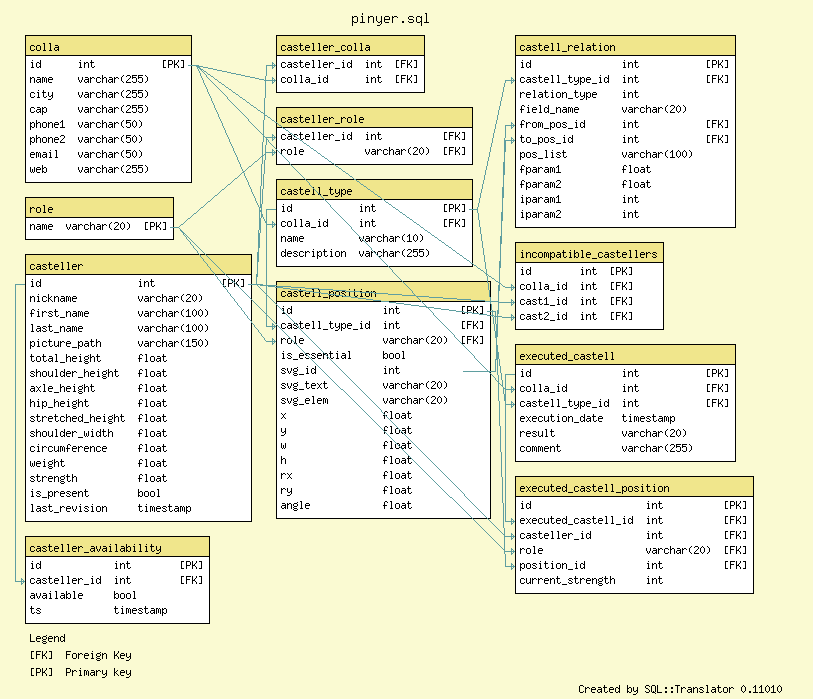 pinyer.sql
colla
id int [PK]
name varchar(255)
city varchar(255)
cap varchar(255)
phone1 varchar(50)
phone2 varchar(50)
email varchar(50)
web varchar(255)
role
name varchar(20) [PK]
casteller
id int [PK]
nickname varchar(20)
first_name varchar(100)
last_name varchar(100)
picture_path varchar(150)
total_height float
shoulder_height float
axle_height float
hip_height float
stretched_height float
shoulder_width float
circumference float
weight float
strength float
is_present bool
last_revision timestamp
casteller_availability
id int [PK]
casteller_id int [FK]
available bool
ts timestamp
casteller_colla
casteller_id int [FK]
colla_id int [FK]
casteller_role
casteller_id int [FK]
role varchar(20) [FK]
castell_type
id int [PK]
colla_id int [FK]
name varchar(10)
description varchar(255)
castell_position
id int [PK]
castell_type_id int [FK]
role varchar(20) [FK]
is_essential bool
svg_id int
svg_text varchar(20)
svg_elem varchar(20)
x float
y float
w float
h float
rx float
ry float
angle float
castell_relation
id int [PK]
castell_type_id int [FK]
relation_type int
field_name varchar(20)
from_pos_id int [FK]
to_pos_id int [FK]
pos_list varchar(100)
fparam1 float
fparam2 float
iparam1 int
iparam2 int
incompatible_castellers
id int [PK]
colla_id int [FK]
cast1_id int [FK]
cast2_id int [FK]
executed_castell
id int [PK]
colla_id int [FK]
castell_type_id int [FK]
execution_date timestamp
result varchar(20)
comment varchar(255)
executed_castell_position
id int [PK]
executed_castell_id int [FK]
casteller_id int [FK]
role varchar(20) [FK]
position_id int [FK]
current_strength int
Legend
[FK] Foreign Key
[PK] Primary key
Created by SQL::Translator 0.11010